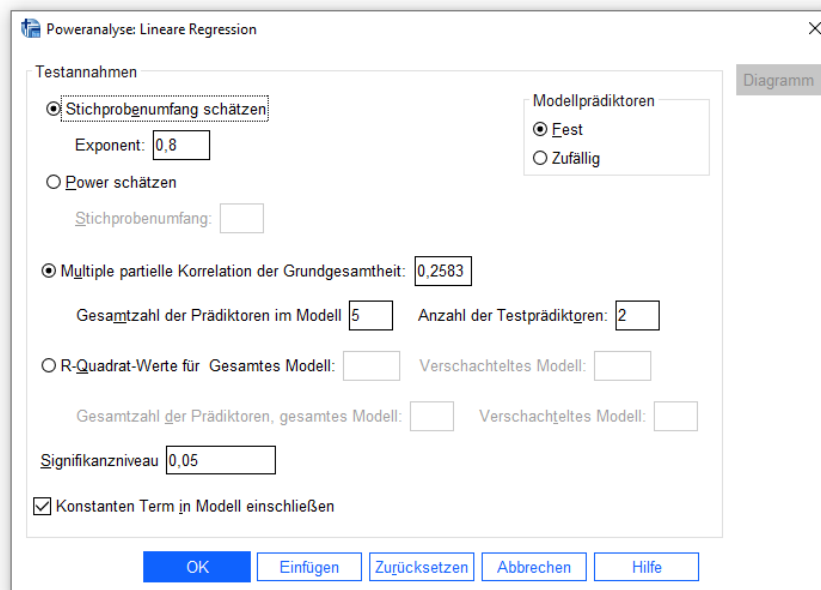 Poweranalyse: Lineare Regression
Testannahmen
Diagramm
Stichprobenumfang schätzen
Exponent: 0,8
Modellprädiktoren
Fest
Zufällig
Power schätzen
Stichprobenumfang:
Multiple partielle Korrelation der Grundgesamtheit: 0,2583
Gesamtzahl der Prädiktoren im Modell 5 Anzahl der Testprädiktoren: 2
R-Quadrat-Werte für Gesamtes Modell: Verschachteltes Modell:
Gesamtzahl der Prädiktoren, gesamtes Modell: Verschachteltes Modell:
Signifikanzniveau 0,05
Konstanten Term in Modell einschließen
OK Einfügen Zurücksetzen Abbrechen Hilfe